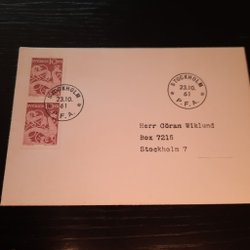 STOCKHOLM
23.10.
61
P.F.A.
STOCKHOLM
23.10.
61
P.F.A.
Herr Göran Wiklund
Box 7216
Stockholm 7